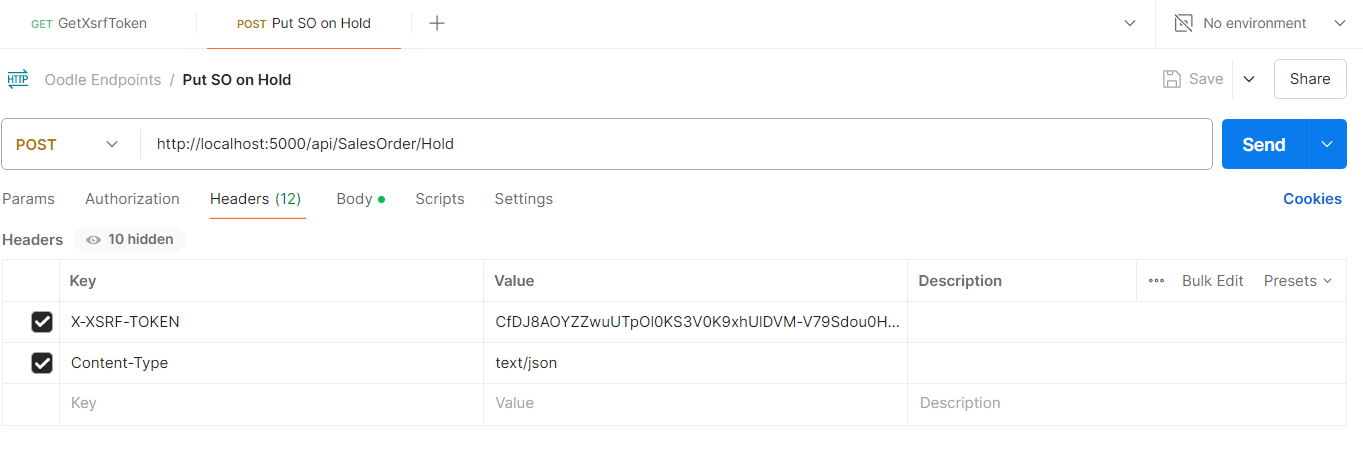 GET GetXsrfToken POST Put SO on Hold No environment
HTTP Oodle Endpoints / Put SO on Hold Save Share
POST http://localhost:5000/api/SalesOrder/Hold Send
Params Authorization Headers (12) Body Scripts Settings Cookies
Headers 10 hidden
Key Value Description Bulk Edit Presets
X-XSRF-TOKEN CfDJ8AOYZZwuUTpOl0KS3V0K9xhUlDVM-V79Sdou0H...
Content-Type text/json
Key Value Description